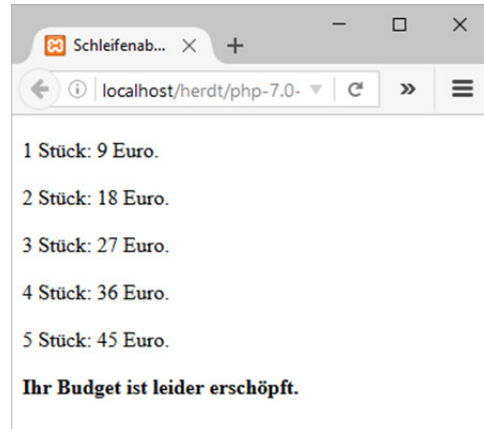 Schleifenab...
localhost/herdt/php-7.0-
1 Stück: 9 Euro.
2 Stück: 18 Euro.
3 Stück: 27 Euro.
4 Stück: 36 Euro.
5 Stück: 45 Euro.
Ihr Budget ist leider erschöpft.